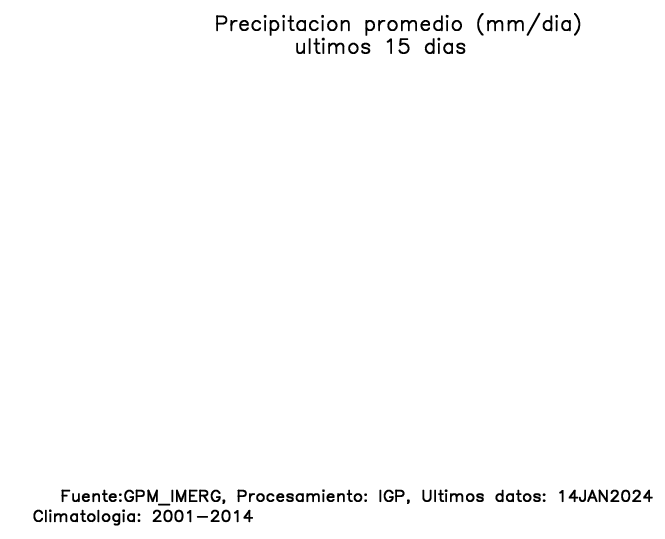 Precipitacion promedio (mm/dia)
ultimos 15 dias
Fuente:GPM_IMERG, Procesamiento: IGP, Ultimos datos: 14JAN2024
Climatologia: 2001-2014